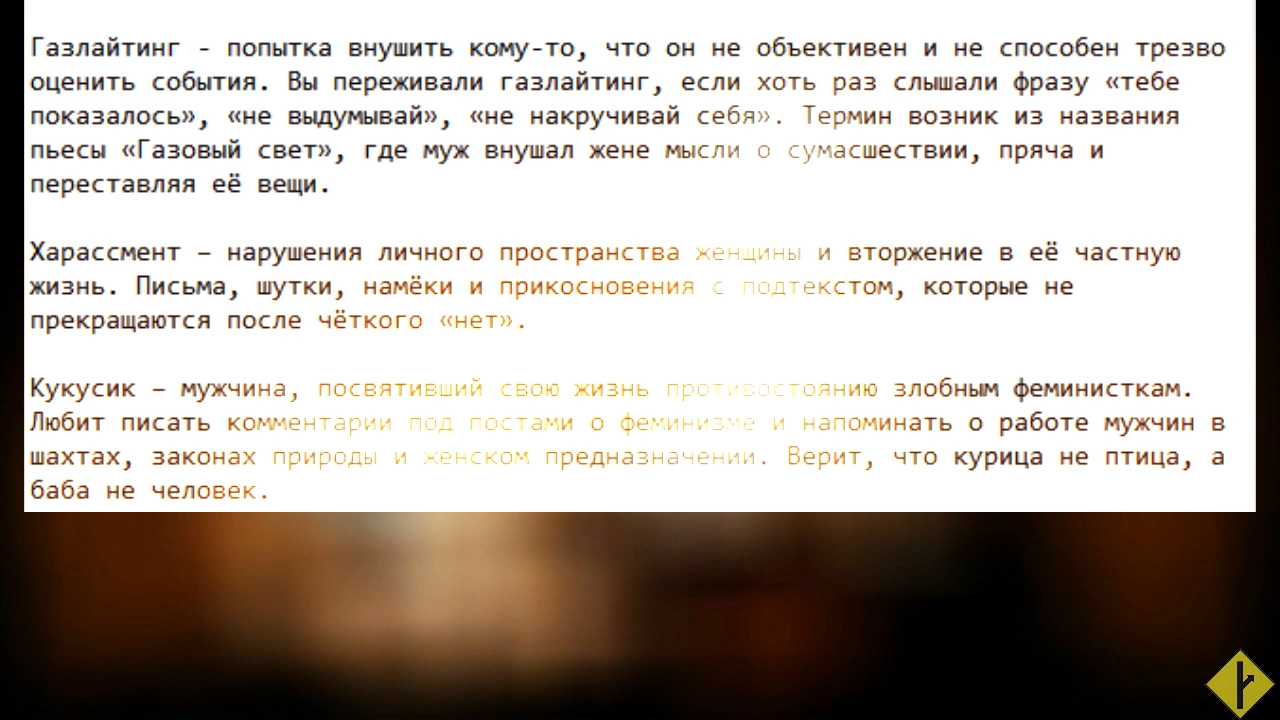 Газлайтинг - попытка внушить кому-то, что он не объективен и не способен трезво
оценить события. Вы переживали газлайтинг, если хоть раз слышали фразу «тебе
показалось», «не выдумывай», «не накручивай себя». Термин возник из названия
пьесы «Газовый свет», где муж внушал жене мысли о сумасшествии, пряча и
переставляя её вещи.
Харассмент – нарушения личного пространства женщины и вторжение в её частную
жизнь. Письма, шутки, намёки и прикосновения с подтекстом, которые не
прекращаются после чёткого «нет».
Кукусик – мужчина, посвятивший свою жизнь противостоянию злобным феминисткам.
Любит писать комментарии под постами о феминизме и напоминать о работе мужчин в
шахтах, законах природы и женском предназначении. Верит, что курица не птица, а
баба не человек.